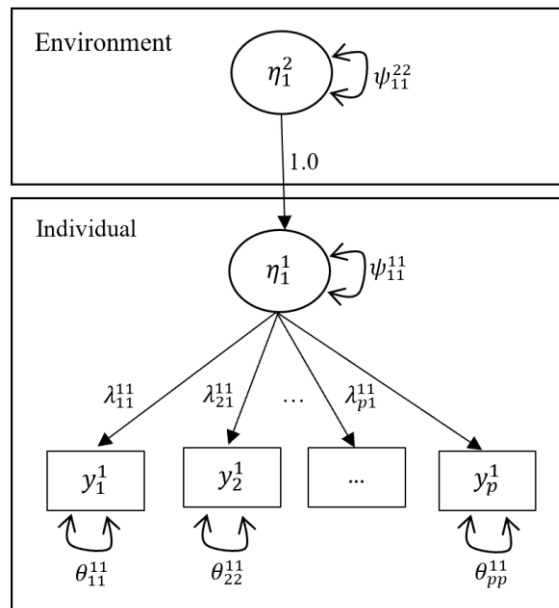 Environment
η₁²
ψ₁₁²²
1.0
Individual
η₁¹
ψ₁₁¹¹
λ₁₁¹¹ λ₂₁¹¹ … λₚ₁¹¹
y₁¹ y₂¹ ... yₚ¹
θ₁₁¹¹ θ₂₂¹¹ θₚₚ¹¹